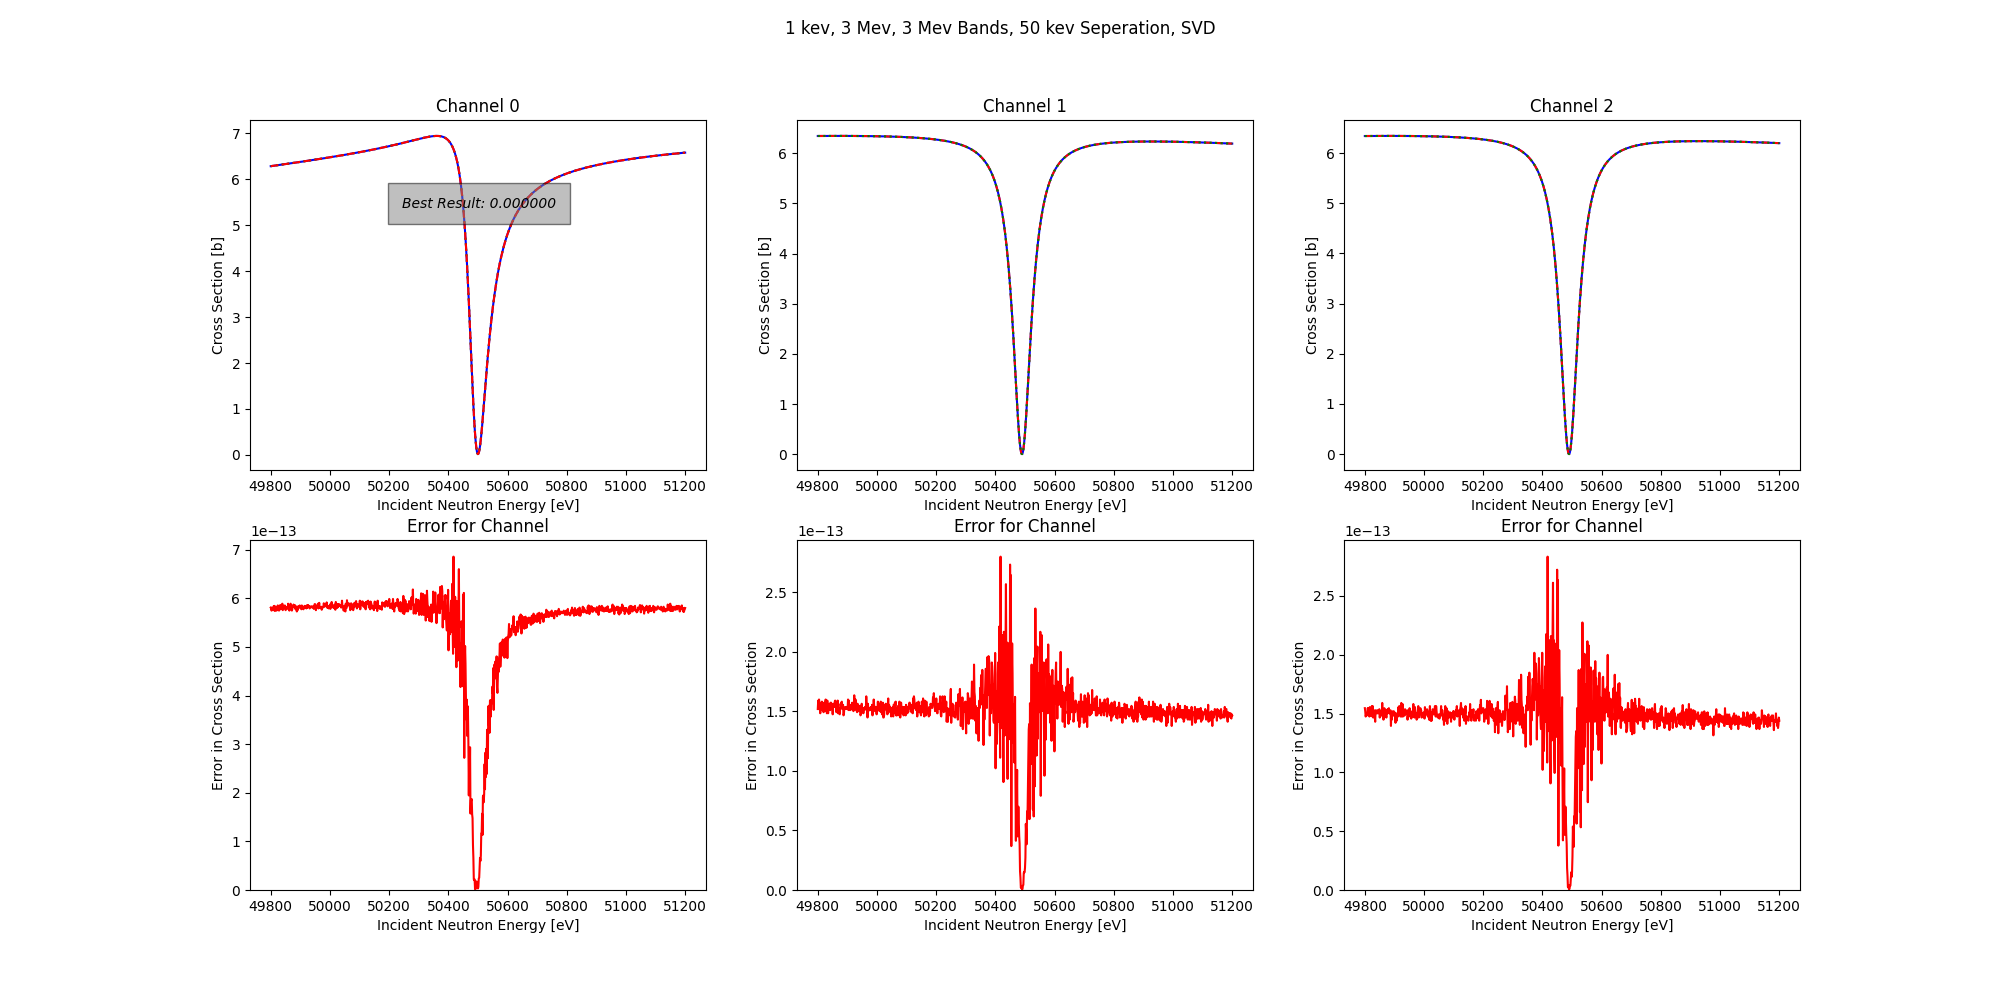 1 kev, 3 Mev, 3 Mev Bands, 50 kev Seperation, SVD
Channel 0
Channel 1
Channel 2
7
6
5
4
3
2
1
0
Cross Section [b]
Best Result: 0.000000
49800 50000 50200 50400 50600 50800 51000 51200
Incident Neutron Energy [eV]
6
5
4
3
2
1
0
Cross Section [b]
49800 50000 50200 50400 50600 50800 51000 51200
Incident Neutron Energy [eV]
6
5
4
3
2
1
0
Cross Section [b]
49800 50000 50200 50400 50600 50800 51000 51200
Incident Neutron Energy [eV]
Error for Channel
1e−13
7
6
5
4
3
2
1
0
Error in Cross Section
49800 50000 50200 50400 50600 50800 51000 51200
Incident Neutron Energy [eV]
Error for Channel
1e−13
2.5
2.0
1.5
1.0
0.5
0.0
Error in Cross Section
49800 50000 50200 50400 50600 50800 51000 51200
Incident Neutron Energy [eV]
Error for Channel
1e−13
2.5
2.0
1.5
1.0
0.5
0.0
Error in Cross Section
49800 50000 50200 50400 50600 50800 51000 51200
Incident Neutron Energy [eV]